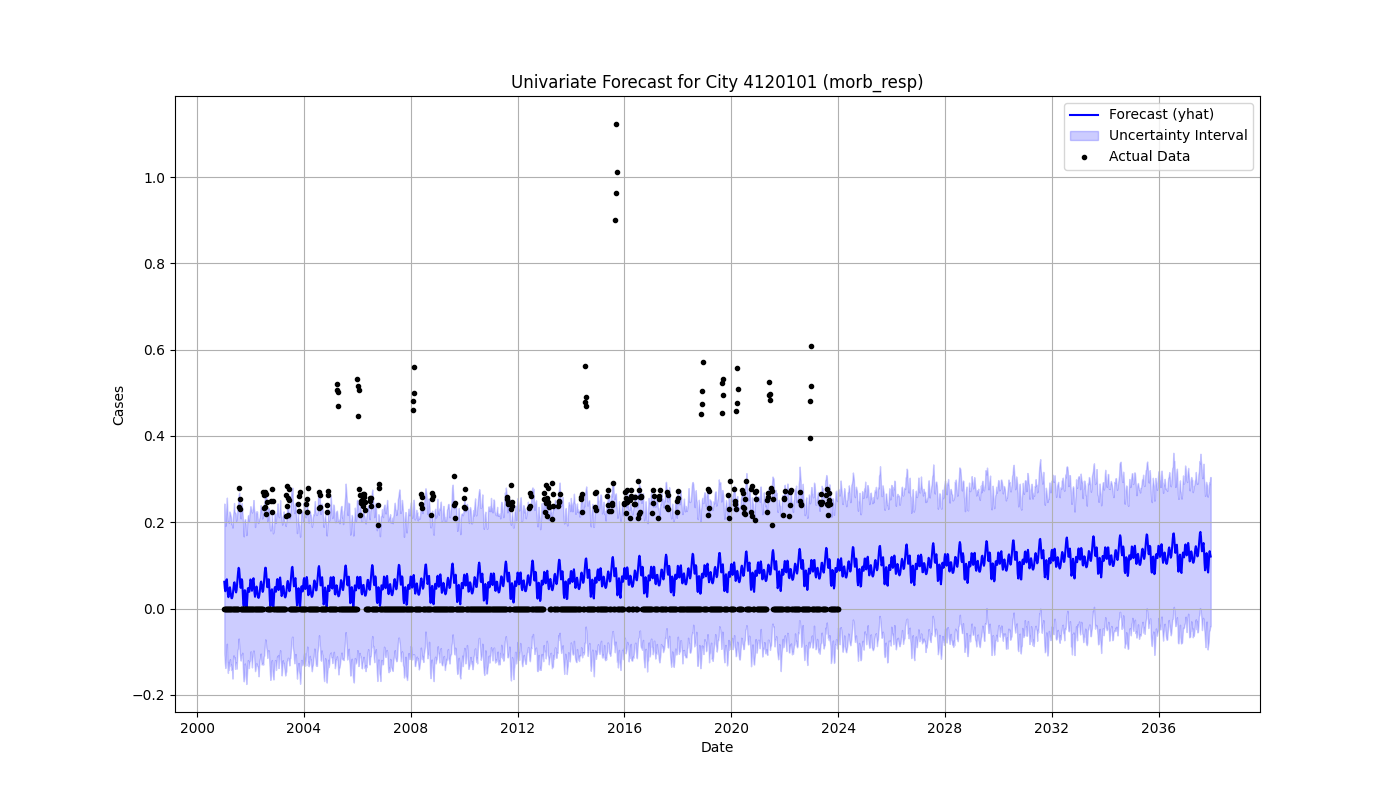 Univariate Forecast for City 4120101 (morb_resp)
Forecast (yhat)
Uncertainty Interval
Actual Data
Cases
1.0
0.8
0.6
0.4
0.2
0.0
−0.2
2000 2004 2008 2012 2016 2020 2024 2028 2032 2036
Date